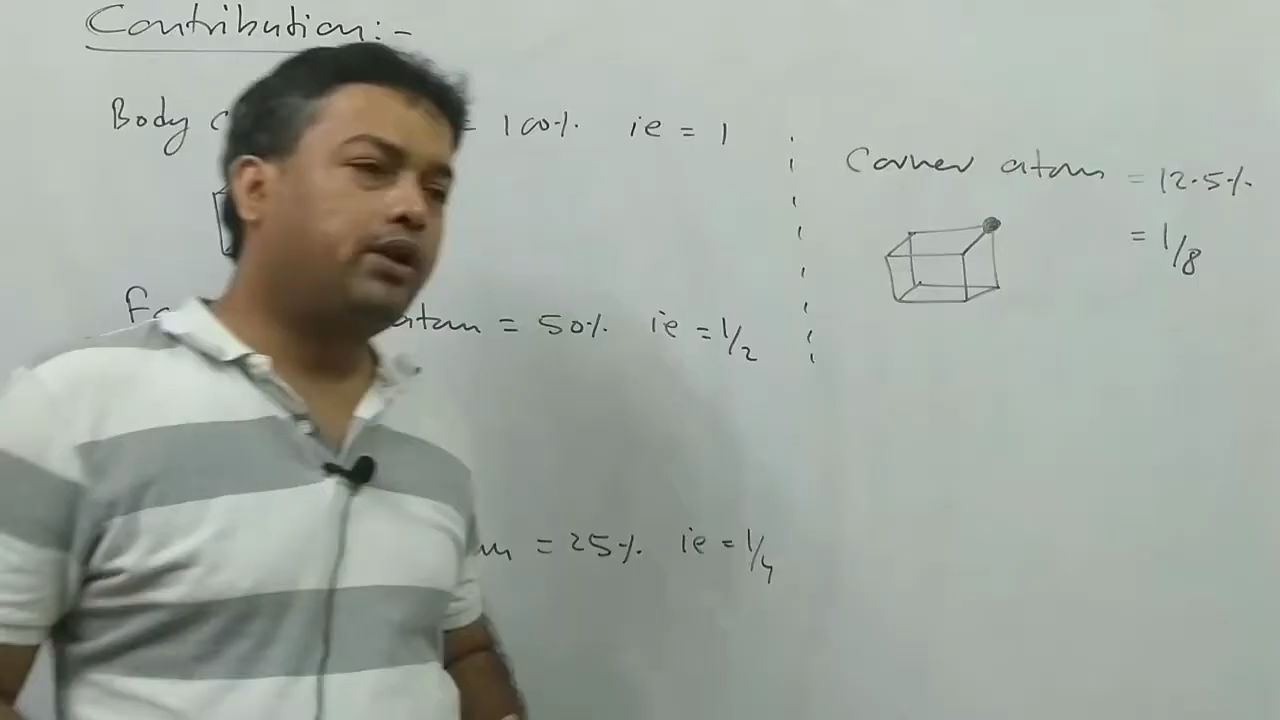 Contribution:-
Body = 100% ie = 1
atom = 50% ie = 1/2
= 25% ie = 1/4
Corner atom = 12.5%
= 1/8